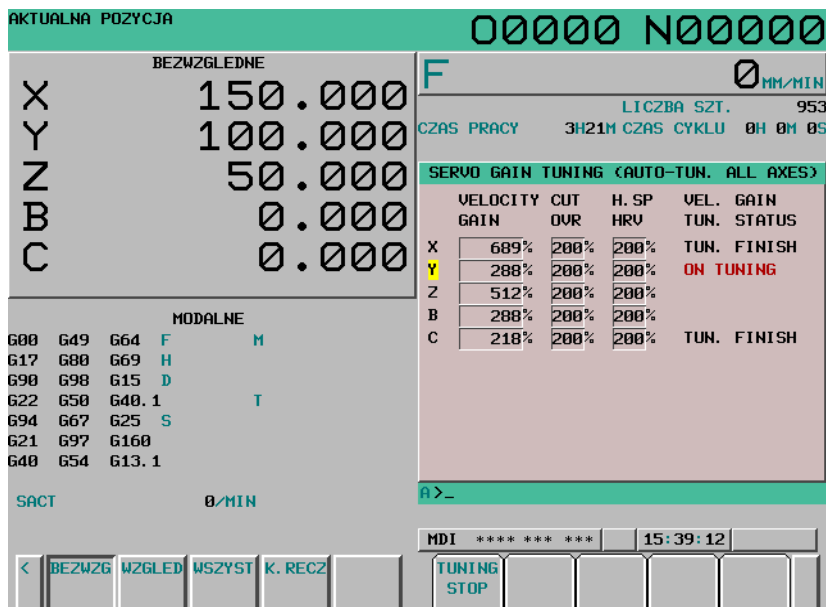 AKTUALNA POZYCJA
O0000 N00000
BEZWZGLEDNE
X 150.000
Y 100.000
Z 50.000
B 0.000
C 0.000
F 0 MM/MIN
LICZBA SZT. 953
CZAS PRACY 3H21M CZAS CYKLU 0H 0M 0S
SERVO GAIN TUNING (AUTO-TUN. ALL AXES)
VELOCITY CUT H.SP VEL. GAIN
GAIN OVR HRV TUN. STATUS
X 689% 200% 200% TUN. FINISH
Y 288% 200% 200% ON TUNING
Z 512% 200% 200%
B 288% 200% 200%
C 218% 200% 200% TUN. FINISH
MODALNE
G00 G49 G64 F M
G17 G80 G69 H
G90 G98 G15 D
G22 G50 G40.1 T
G94 G67 G25 S
G21 G97 G160
G40 G54 G13.1
SACT 0/MIN
A>_
MDI **** *** *** 15:39:12
< BEZWZG WZGLED WSZYST K.RECZ
TUNING
STOP